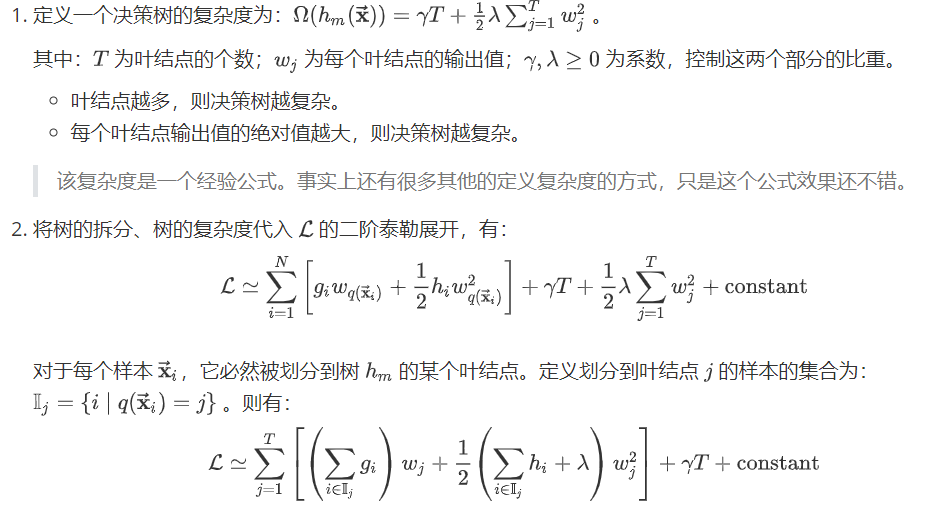 1. 定义一个决策树的复杂度为：$\Omega(h_m(\vec{\mathbf{x}})) = \gamma T + \frac{1}{2}\lambda \sum_{j=1}^{T} w_j^2$ 。
其中：$T$ 为叶结点的个数；$w_j$ 为每个叶结点的输出值；$\gamma, \lambda \geq 0$ 为系数，控制这两个部分的比重。
○ 叶结点越多，则决策树越复杂。
○ 每个叶结点输出值的绝对值越大，则决策树越复杂。
该复杂度是一个经验公式。事实上还有很多其他的定义复杂度的方式，只是这个公式效果还不错。
2. 将树的拆分、树的复杂度代入 $\mathcal{L}$ 的二阶泰勒展开，有：
$\mathcal{L} \simeq \sum_{i=1}^{N} \left[ g_i w_{q(\vec{\mathbf{x}}_i)} + \frac{1}{2} h_i w_{q(\vec{\mathbf{x}}_i)}^2 \right] + \gamma T + \frac{1}{2}\lambda \sum_{j=1}^{T} w_j^2 + \text{constant}$
对于每个样本 $\vec{\mathbf{x}}_i$，它必然被划分到树 $h_m$ 的某个叶结点。定义划分到叶结点 $j$ 的样本的集合为：
$\mathbb{I}_j = \{i \mid q(\vec{\mathbf{x}}_i) = j\}$ 。则有：
$\mathcal{L} \simeq \sum_{j=1}^{T} \left[ \left( \sum_{i \in \mathbb{I}_j} g_i \right) w_j + \frac{1}{2} \left( \sum_{i \in \mathbb{I}_j} h_i + \lambda \right) w_j^2 \right] + \gamma T + \text{constant}$